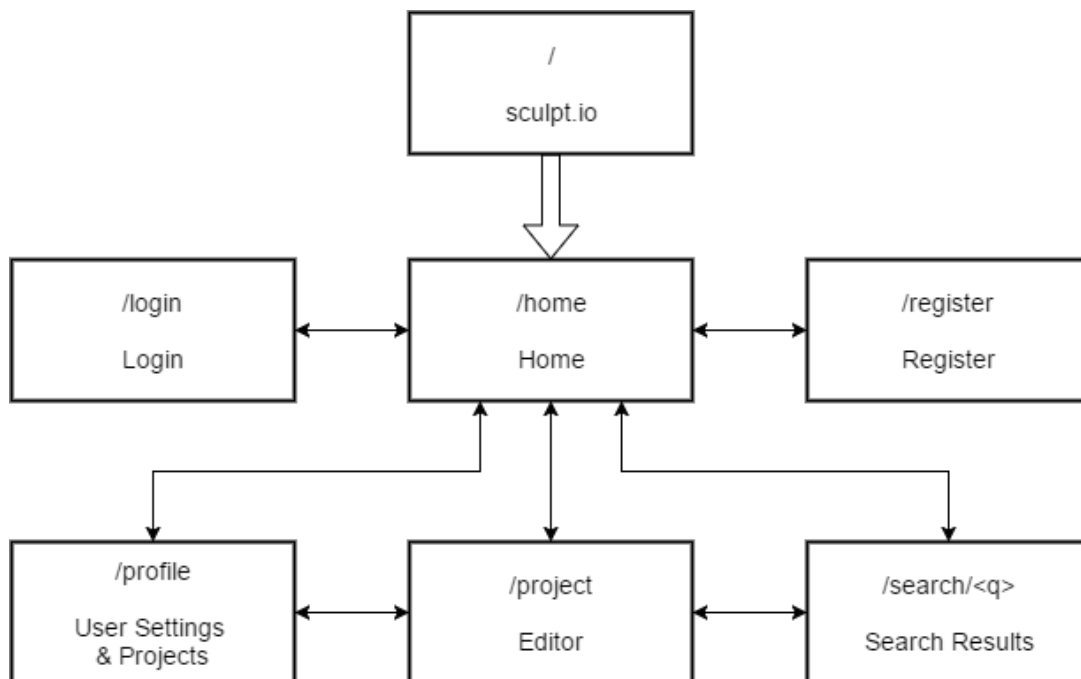 /
sculpt.io
/login
Login
/home
Home
/register
Register
/profile
User Settings
& Projects
/project
Editor
/search/<q>
Search Results